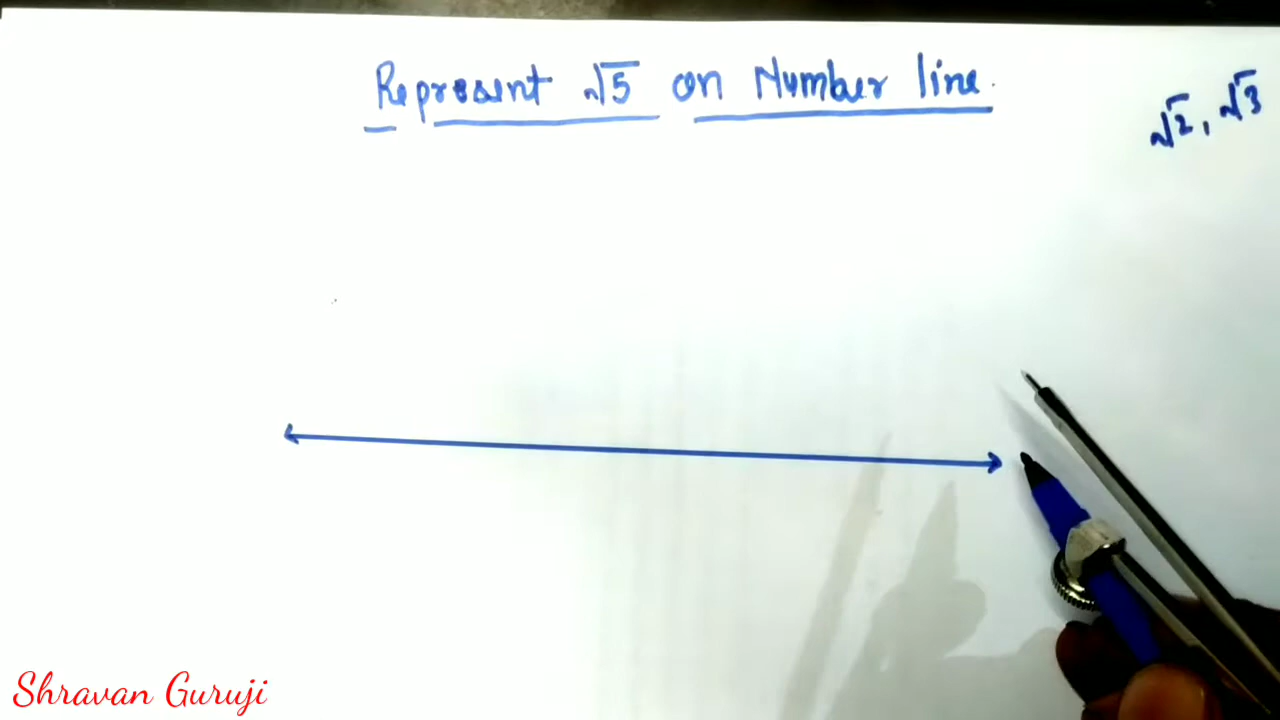 Represent √5 on Number line.
√2, √3
Shravan Guruji